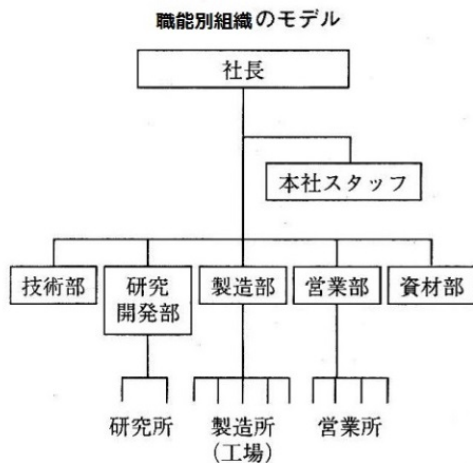 職能別組織のモデル
社長
本社スタッフ
技術部
研究
開発部
製造部
営業部
資材部
研究所
製造所
(工場)
営業所